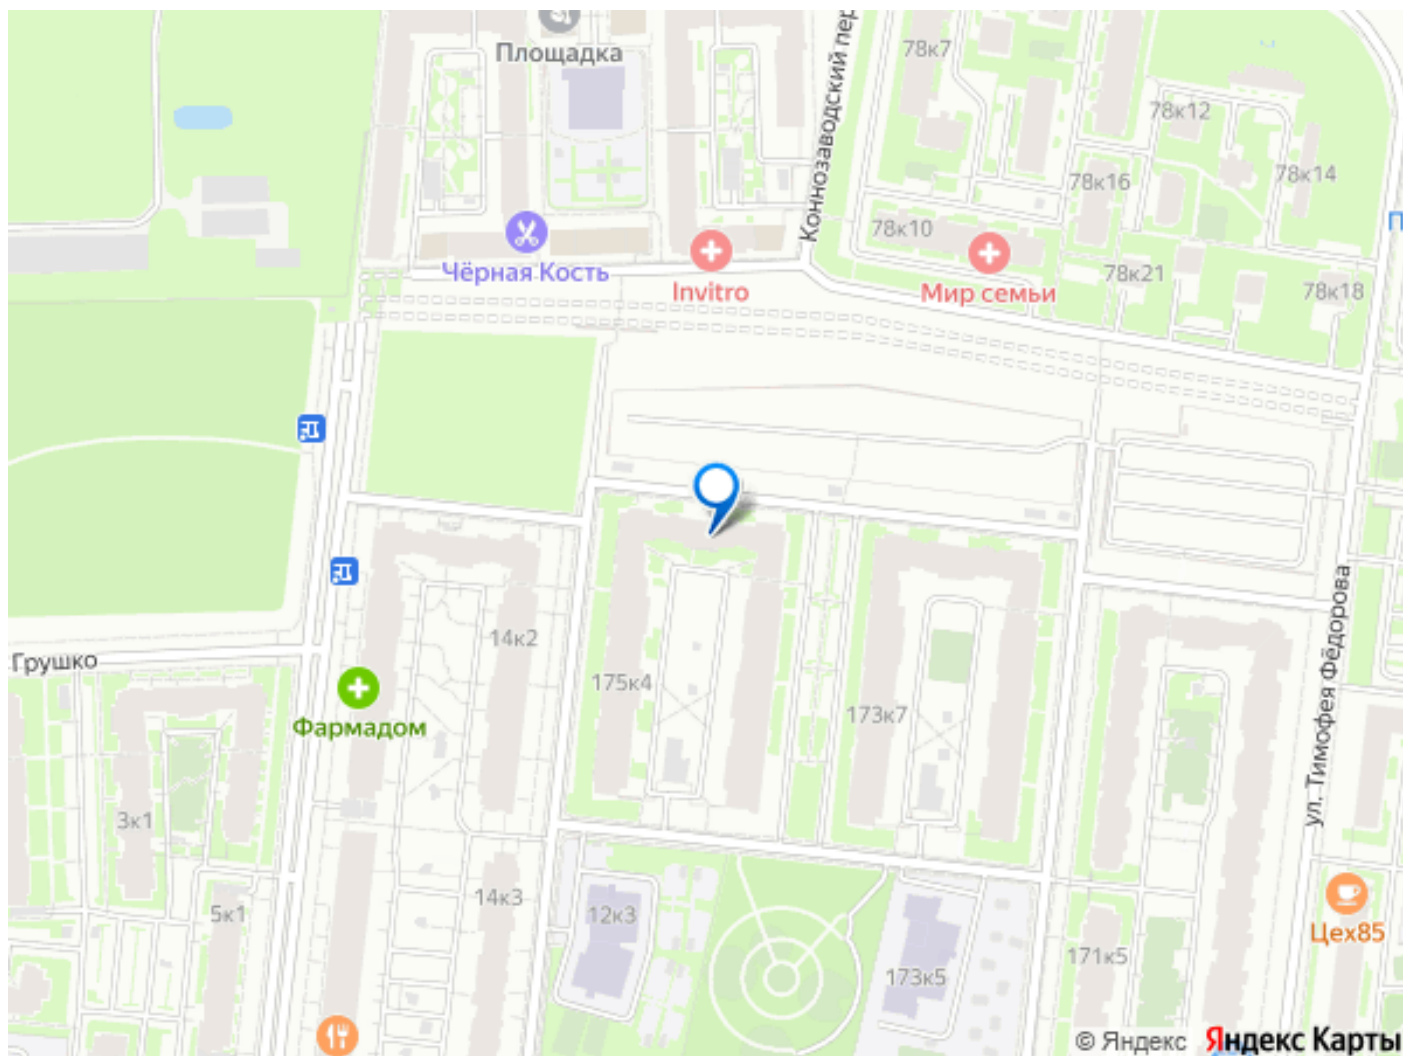 Площадка
Коннозаводский пер
78к7
78к12
78к14
78к16
78к10
78к21
78к18
П
Чёрная Кость
Invitro
Мир семьи
Грушко
14к2
175к4
173к7
Фармадом
ул. Тимофея Фёдорова
3к1
5к1
14к3
12к3
173к5
171к5
Цех85
© Яндекс Яндекс Карты